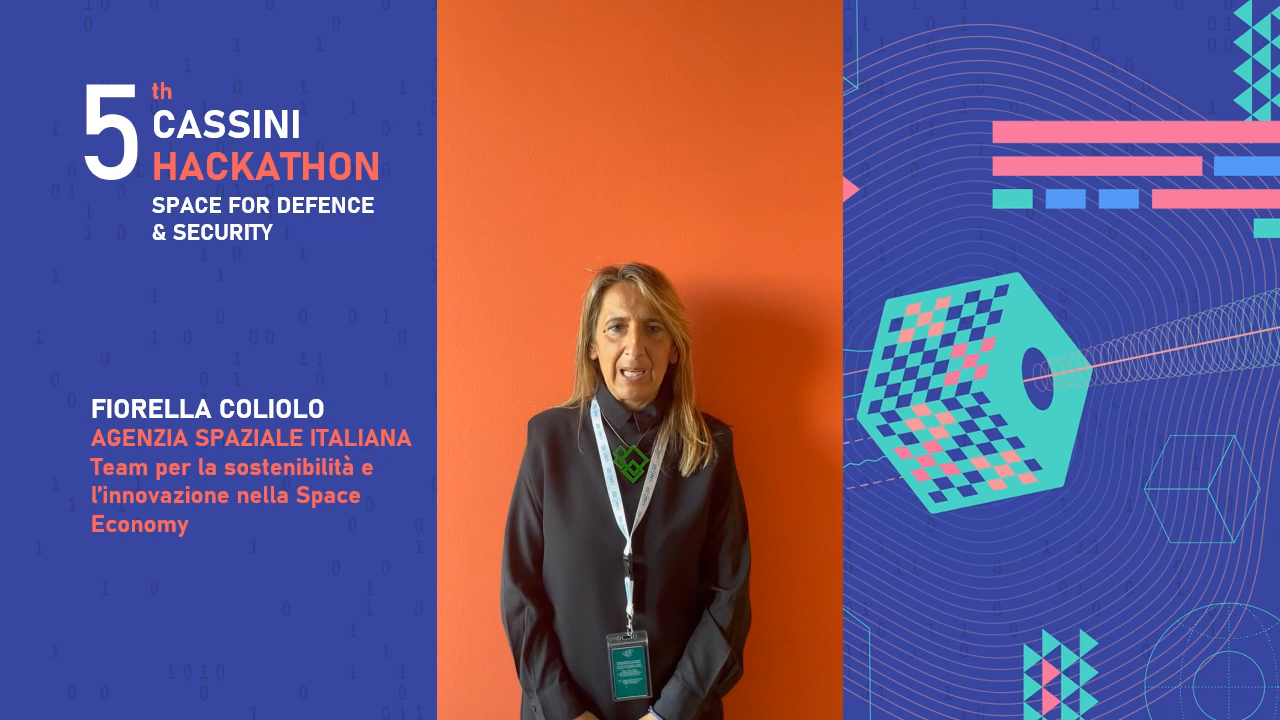 5th
CASSINI
HACKATHON
SPACE FOR DEFENCE
& SECURITY
FIORELLA COLIOLO
AGENZIA SPAZIALE ITALIANA
Team per la sostenibilità e
l'innovazione nella Space
Economy